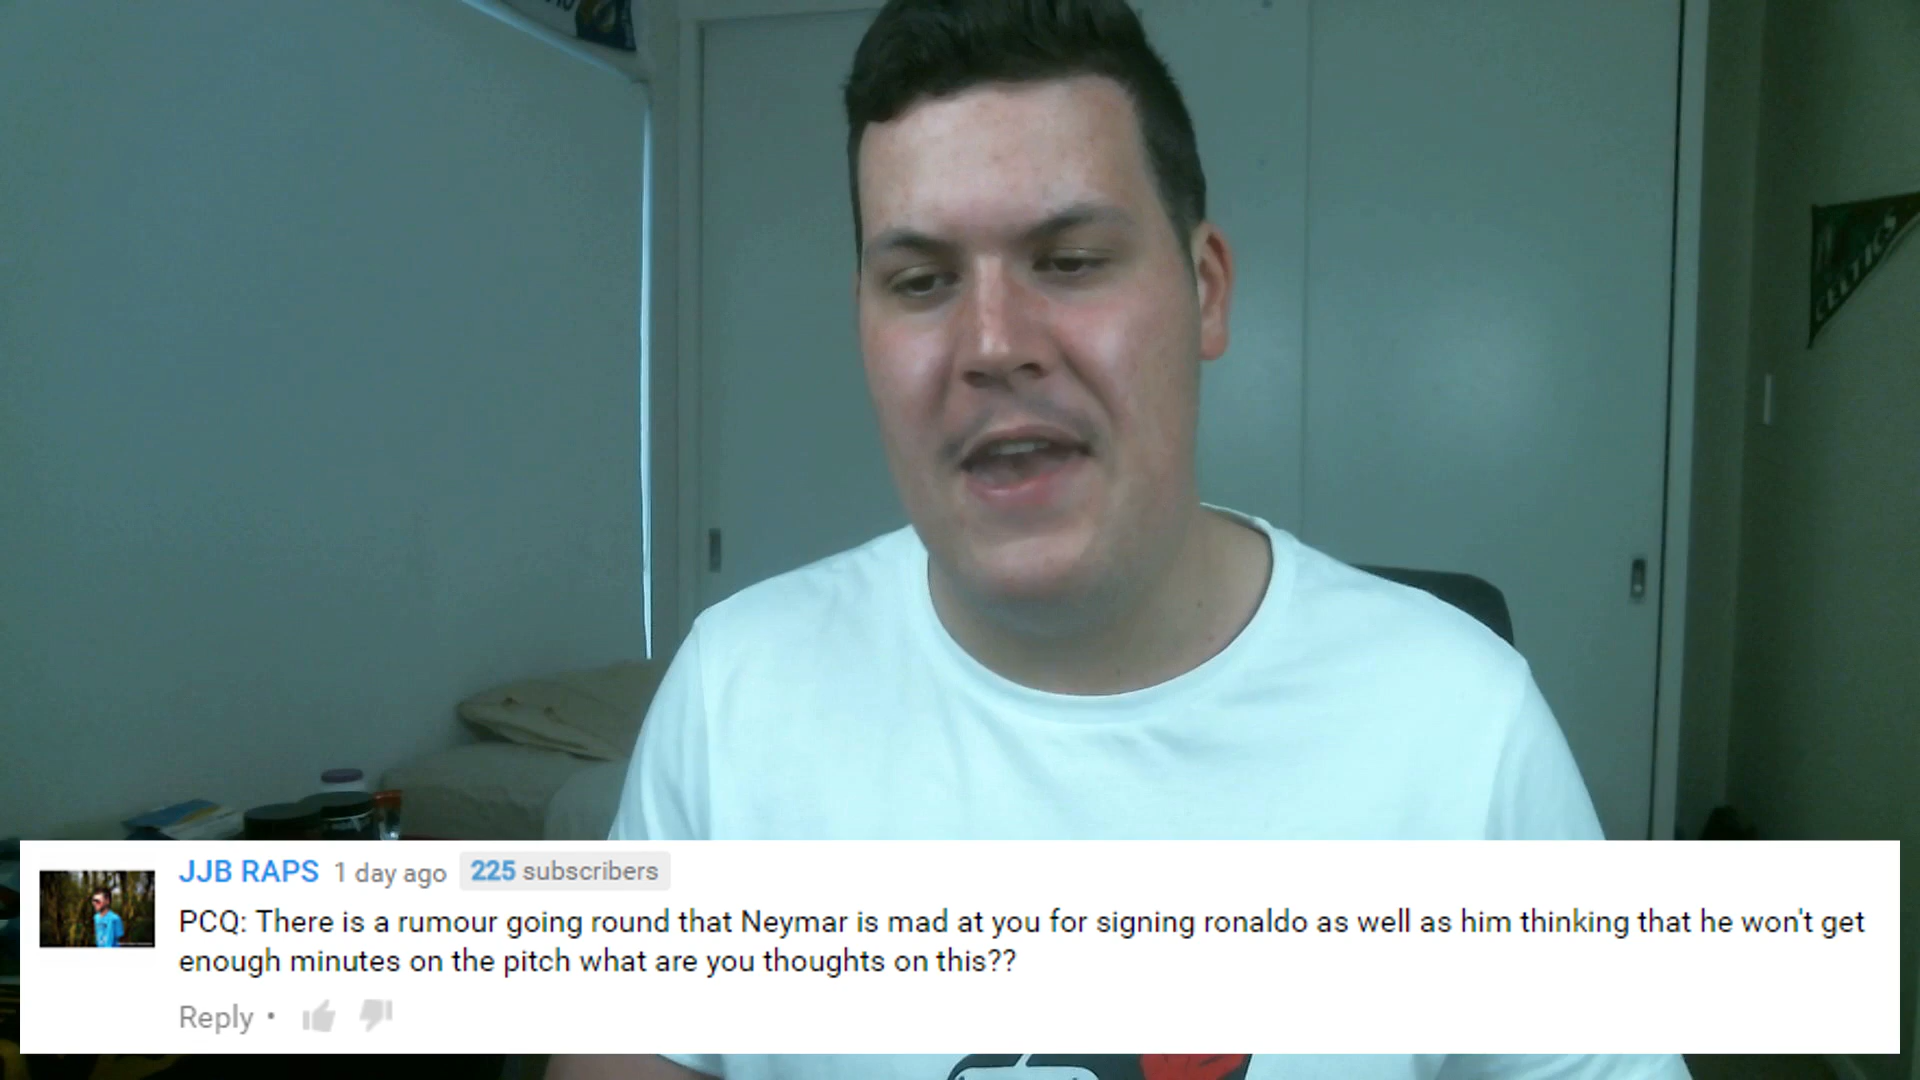 CELTICS
JJB RAPS 1 day ago 225 subscribers
PCQ: There is a rumour going round that Neymar is mad at you for signing ronaldo as well as him thinking that he won't get
enough minutes on the pitch what are you thoughts on this??
Reply •